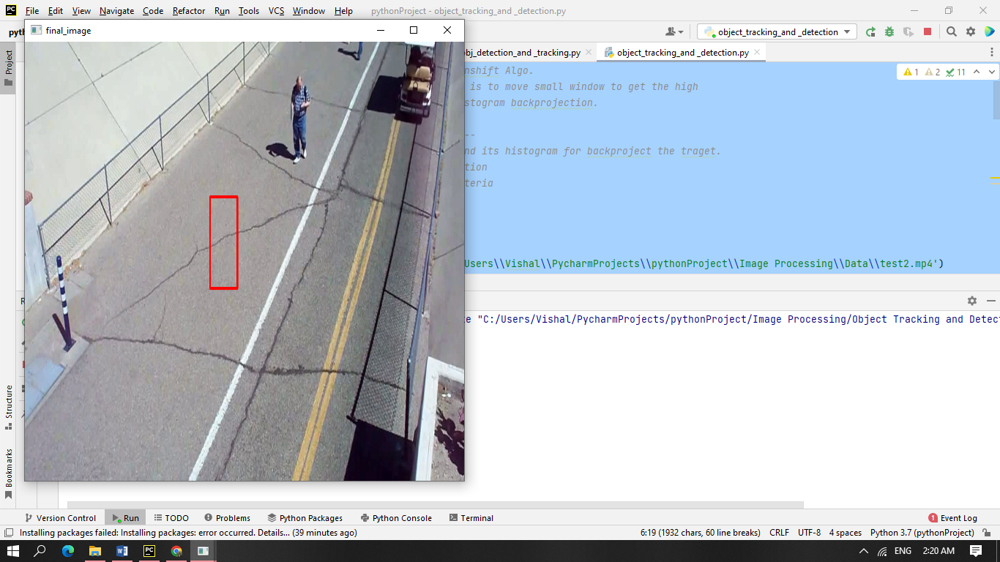 PC File Edit View Navigate Code Refactor Run Tools VCS Window Help pythonProject - object_tracking_and _detection.py
object_tracking_and _detection
final_image
Project
obj_detection_and _tracking.py object_tracking_and _detection.py
nshift Algo.
1 2 11
is to move small window to get the high
stogram backprojection.
--
nd its histogram for backproject the traget.
tion
teria
Users\\Vishal\\PycharmProjects\\pythonProject\\Image Processing\\Data\\test2.mp4')
"C:/Users/Vishal/PycharmProjects/pythonProject/Image Processing/Object Tracking and Detec
Structure
Bookmarks
Version Control Run TODO Problems Python Packages Python Console Terminal 1 Event Log
Installing packages failed: Installing packages: error occurred. Details... (39 minutes ago) 6:19 (1932 chars, 60 line breaks) CRLF UTF-8 4 spaces Python 3.7 (pythonProject)
PC ENG 2:20 AM